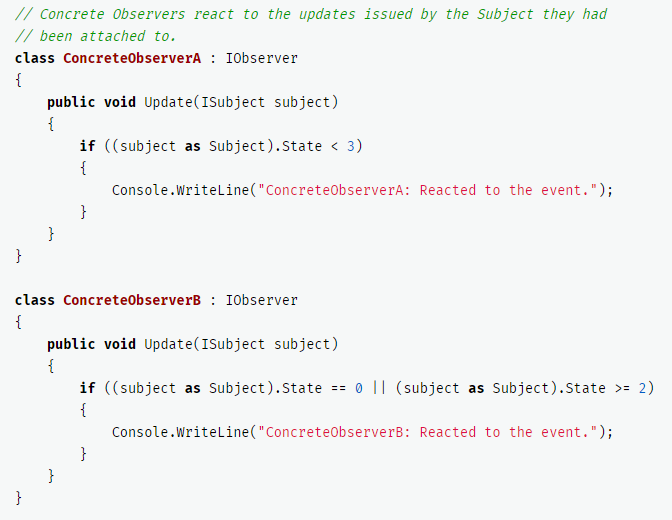 // Concrete Observers react to the updates issued by the Subject they had
// been attached to.
class ConcreteObserverA : IObserver
{
    public void Update(ISubject subject)
    {
        if ((subject as Subject).State < 3)
        {
            Console.WriteLine("ConcreteObserverA: Reacted to the event.");
        }
    }
}

class ConcreteObserverB : IObserver
{
    public void Update(ISubject subject)
    {
        if ((subject as Subject).State == 0 || (subject as Subject).State >= 2)
        {
            Console.WriteLine("ConcreteObserverB: Reacted to the event.");
        }
    }
}